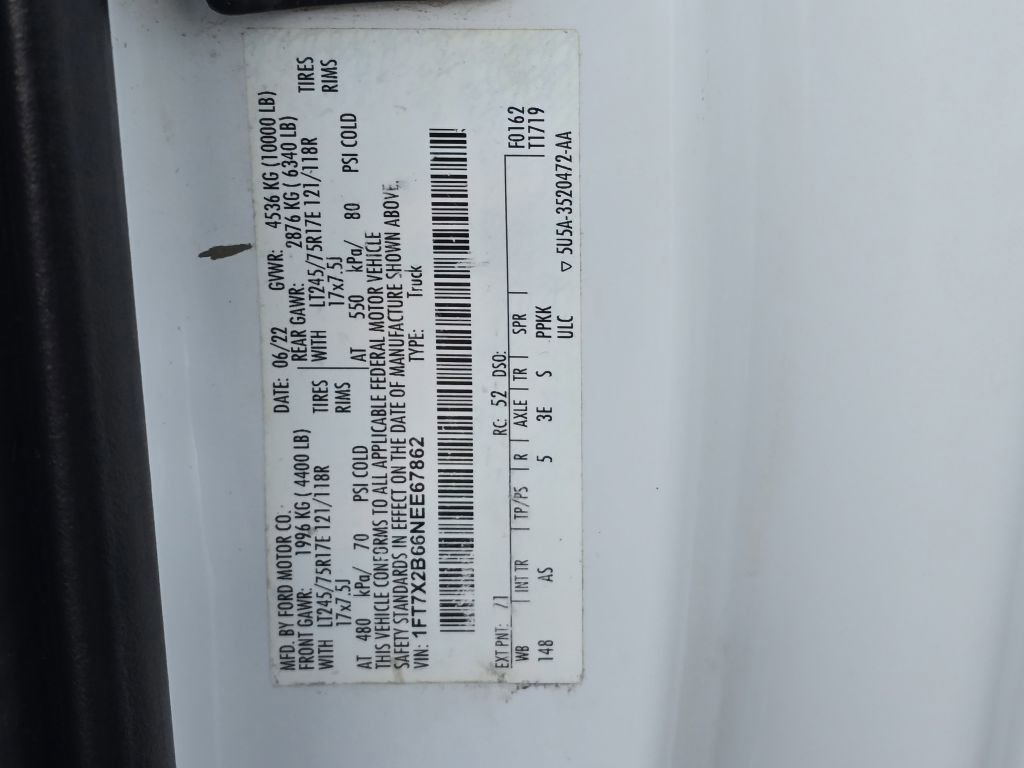 MFD. BY FORD MOTOR CO. DATE: 06/22 GVWR: 4536 KG (10000 LB)
FRONT GAWR: 1996 KG ( 4400 LB) REAR GAWR: 2876 KG ( 6340 LB)
WITH LT245/75R17E 121/118R TIRES WITH LT245/75R17E 121/118R TIRES
17x7.5J RIMS 17x7.5J RIMS
AT 480 kPa/ 70 PSI COLD AT 550 kPa/ 80 PSI COLD
THIS VEHICLE CONFORMS TO ALL APPLICABLE FEDERAL MOTOR VEHICLE
SAFETY STANDARDS IN EFFECT ON THE DATE OF MANUFACTURE SHOWN ABOVE.
VIN: 1FT7X2B66NEE67862 TYPE: Truck
EXT PNT: Z1 RC: 52 DSO: F0162
WB INT TR TP/PS R AXLE TR SPR T1719
148 AS 5 3E S PPKK
ULC ▽ 5U5A-3520472-AA